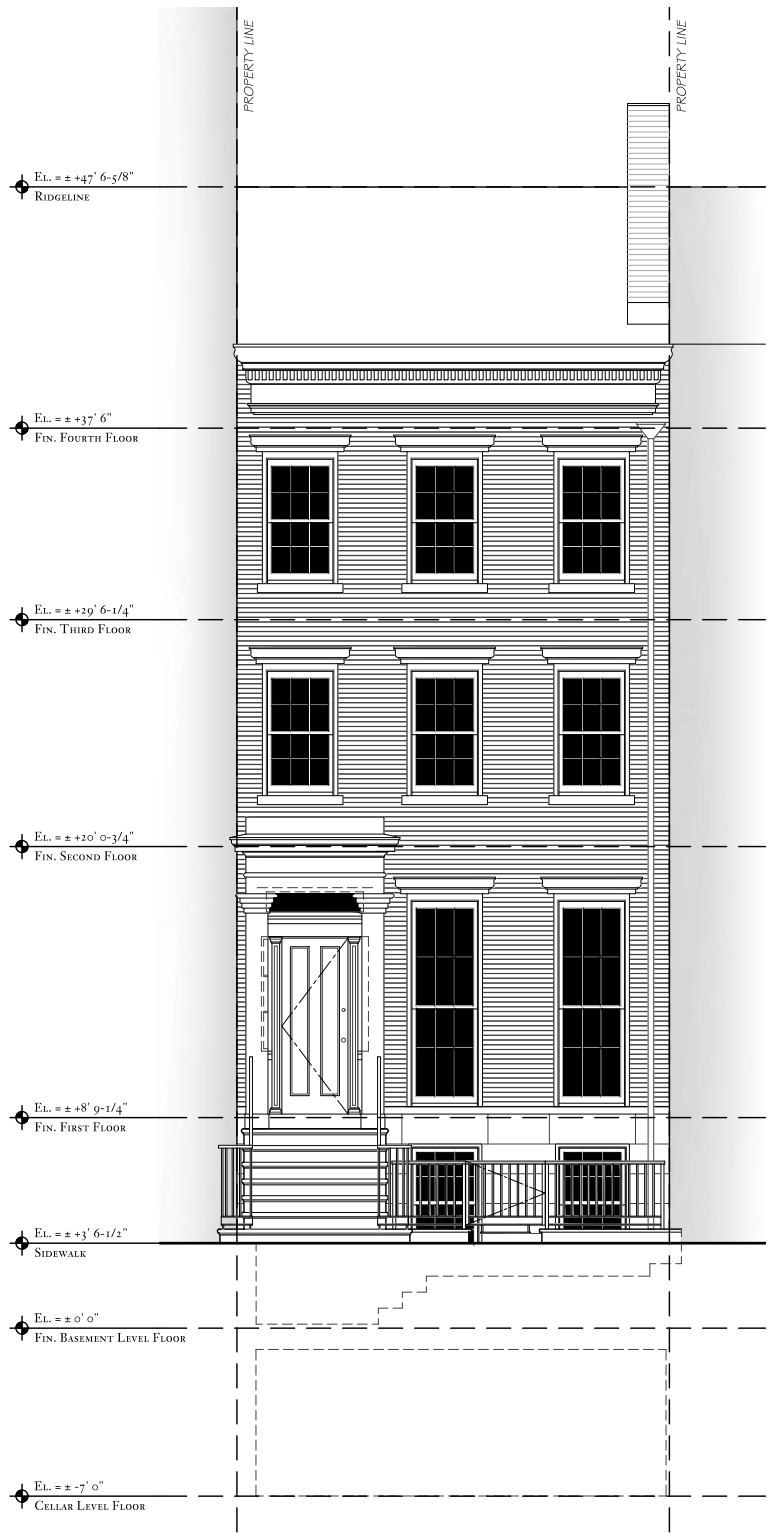 PROPERTY LINE
PROPERTY LINE
El. = ± +47' 6-5/8"
Ridgeline
El. = ± +37' 6"
Fin. Fourth Floor
El. = ± +29' 6-1/4"
Fin. Third Floor
El. = ± +20' 0-3/4"
Fin. Second Floor
El. = ± +8' 9-1/4"
Fin. First Floor
El. = ± +3' 6-1/2"
Sidewalk
El. = ± 0' 0"
Fin. Basement Level Floor
El. = ± -7' 0"
Cellar Level Floor